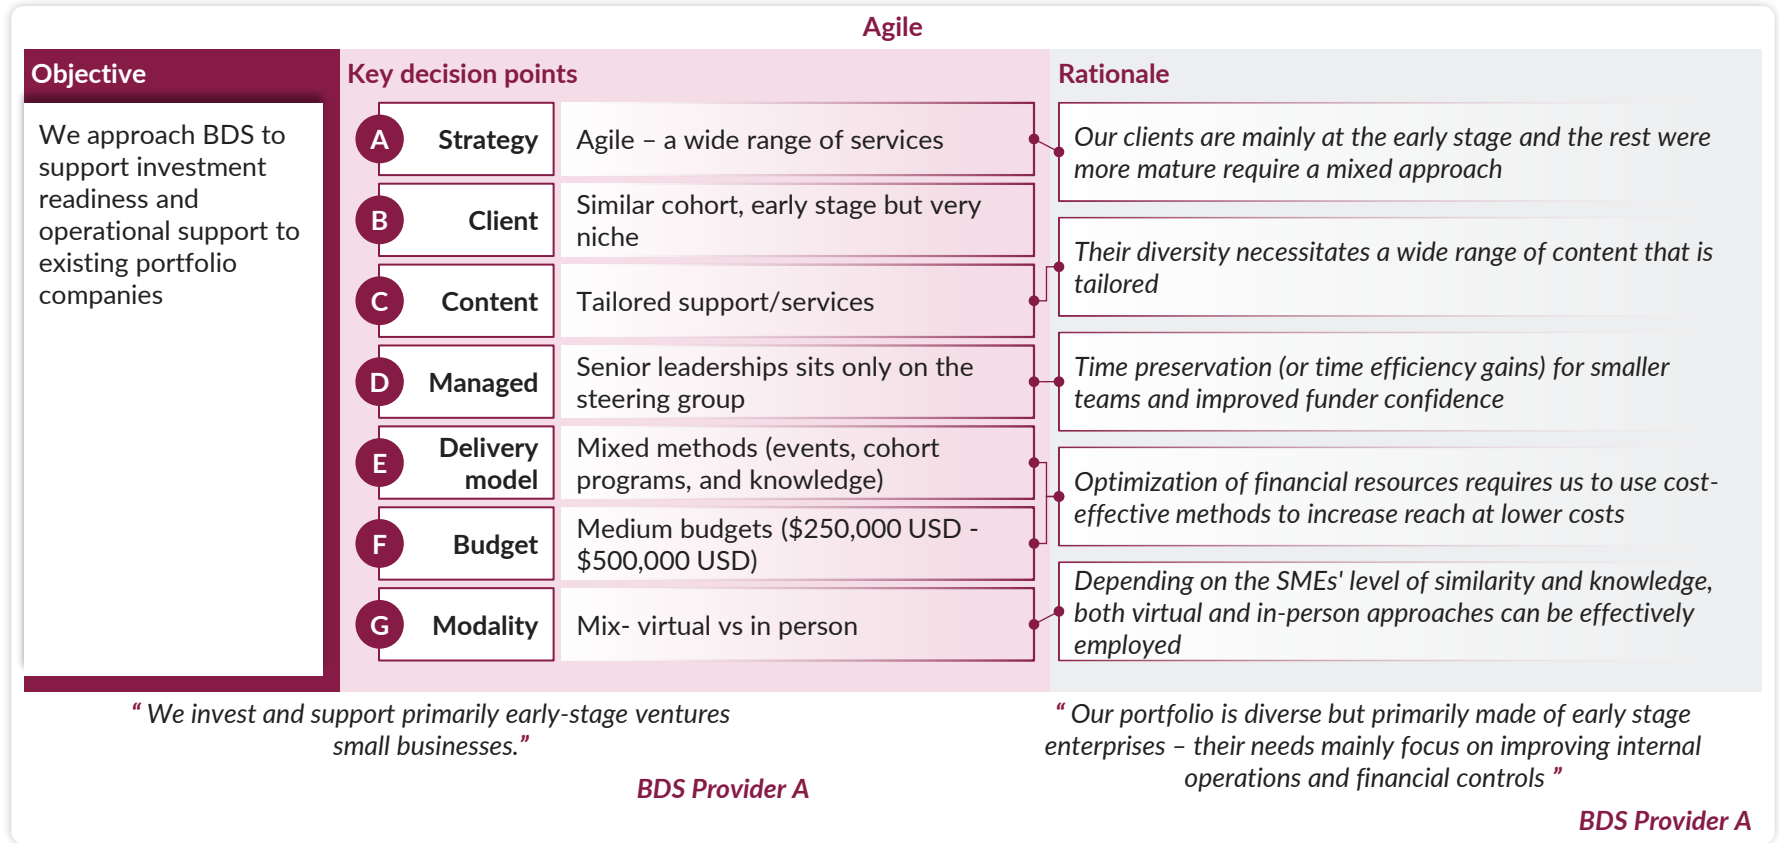 Agile
Objective
We approach BDS to
support investment
readiness and
operational support to
existing portfolio
companies
Key decision points
A
Strategy
Agile – a wide range of services
B
Client
Similar cohort, early stage but very
niche
C
Content
Tailored support/services
D
Managed
Senior leaderships sits only on the
steering group
E
Delivery
model
Mixed methods (events, cohort
programs, and knowledge)
F
Budget
Medium budgets ($250,000 USD -
$500,000 USD)
G
Modality
Mix- virtual vs in person
Rationale
Our clients are mainly at the early stage and the rest were
more mature require a mixed approach
Their diversity necessitates a wide range of content that is
tailored
Time preservation (or time efficiency gains) for smaller
teams and improved funder confidence
Optimization of financial resources requires us to use cost-
effective methods to increase reach at lower costs
Depending on the SMEs' level of similarity and knowledge,
both virtual and in-person approaches can be effectively
employed
“ We invest and support primarily early-stage ventures
small businesses.”
BDS Provider A
“ Our portfolio is diverse but primarily made of early stage
enterprises – their needs mainly focus on improving internal
operations and financial controls ”
BDS Provider A